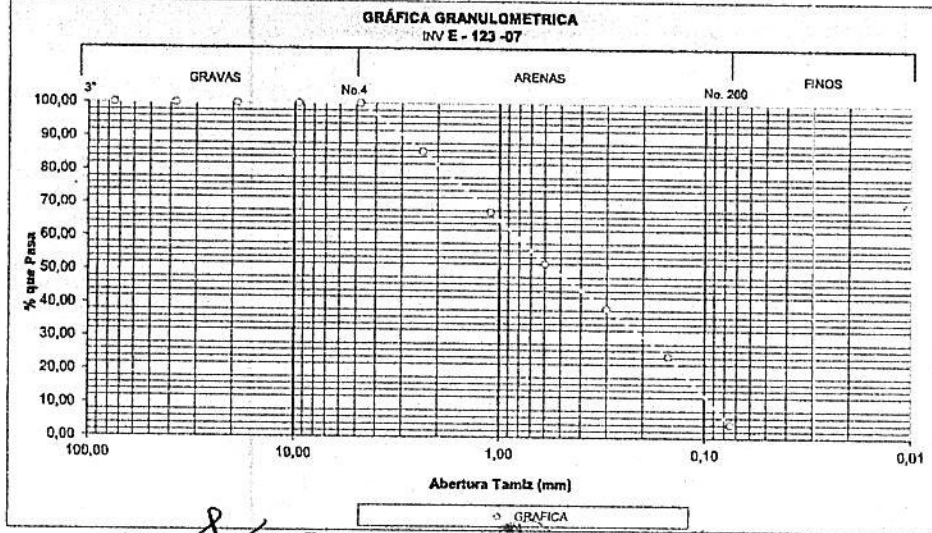 GRÁFICA GRANULOMETRICA
INV E - 123 -07
GRAVAS
ARENAS
FINOS
3"
No.4
No. 200
100,00
90,00
80,00
70,00
60,00
50,00
40,00
30,00
20,00
10,00
0,00
% que Pasa
100,00
10,00
1,00
0,10
0,01
Abertura Tamiz (mm)
GRAFICA